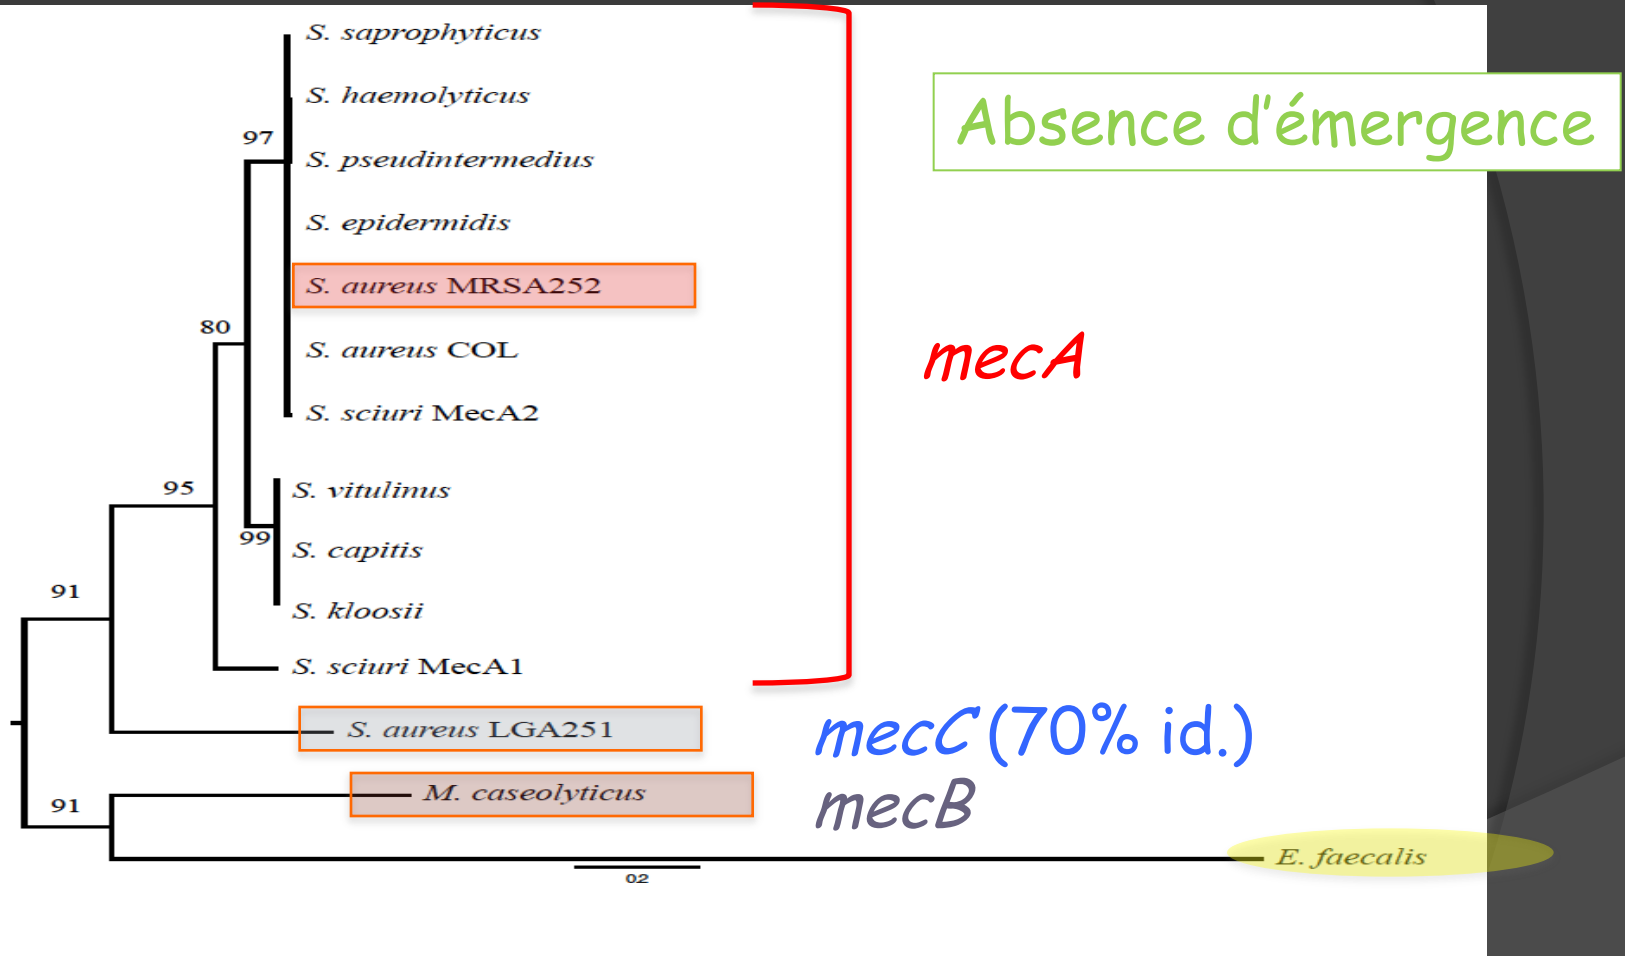 S. saprophyticus
Absence d'émergence
S. haemolyticus
97
S. pseudintermedius
S. epidermidis
S. aureus MRSA252
80
S. aureus COL
mecA
S. sciuri MecA2
95
S. vitulinus
99
S. capitis
91
S. kloosii
S. sciuri MecA1
S. aureus LGA251
mecC (70% id.)
91
M. caseolyticus
mecB
E. faecalis
02